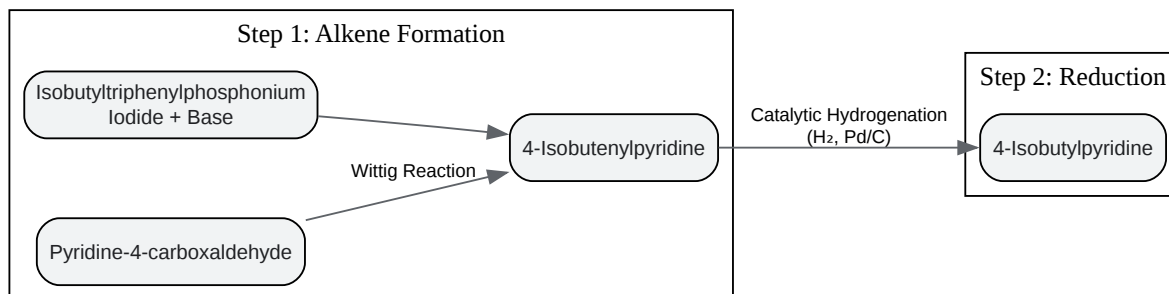 Step 1: Alkene Formation
Isobutyltriphenylphosphonium
Iodide + Base
Wittig Reaction
Pyridine-4-carboxaldehyde
4-Isobutenylpyridine
Catalytic Hydrogenation
(H₂, Pd/C)
Step 2: Reduction
4-Isobutylpyridine